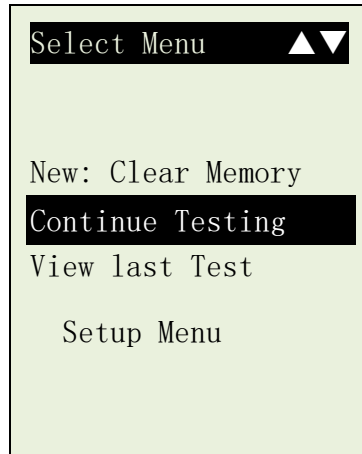 Select Menu ▲▼
New: Clear Memory
Continue Testing
View last Test
Setup Menu